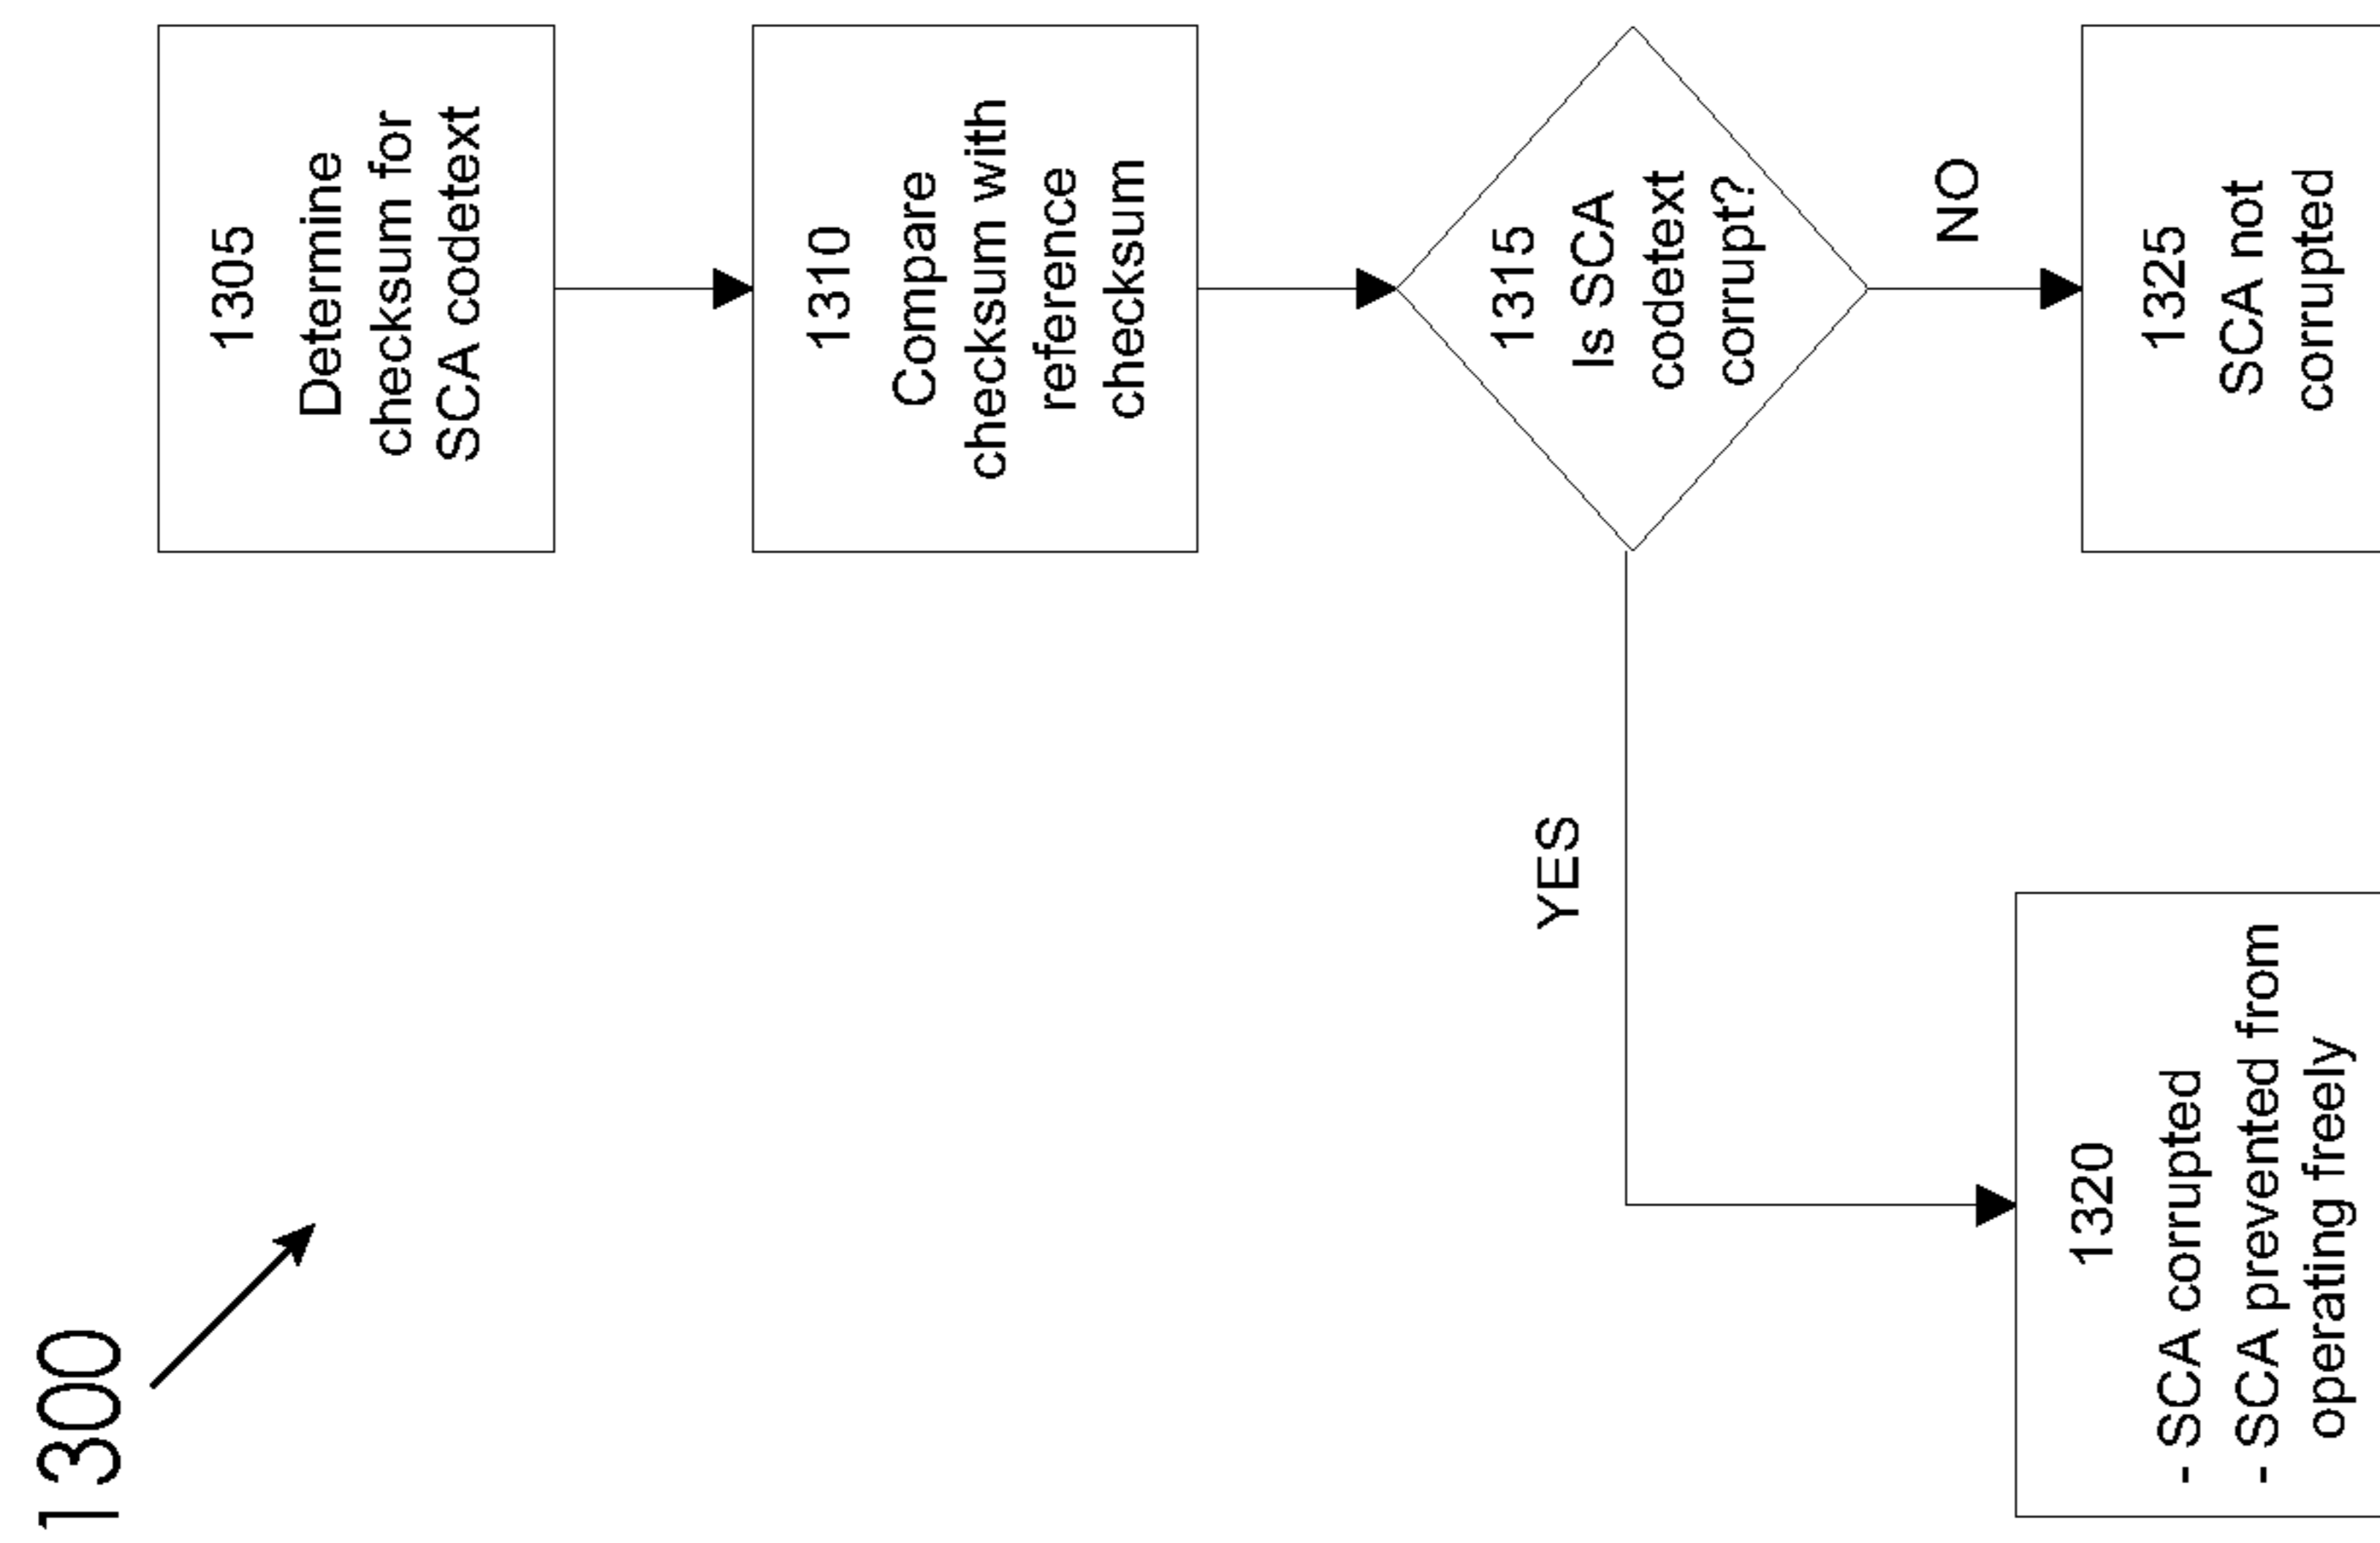 1300
1305
Determine
checksum for
SCA codetext
1310
Compare
checksum with
reference
checksum
1315
Is SCA
codetext
corrupt?
YES
NO
1320
- SCA corrupted
- SCA prevented from
operating freely
1325
SCA not
corrupted